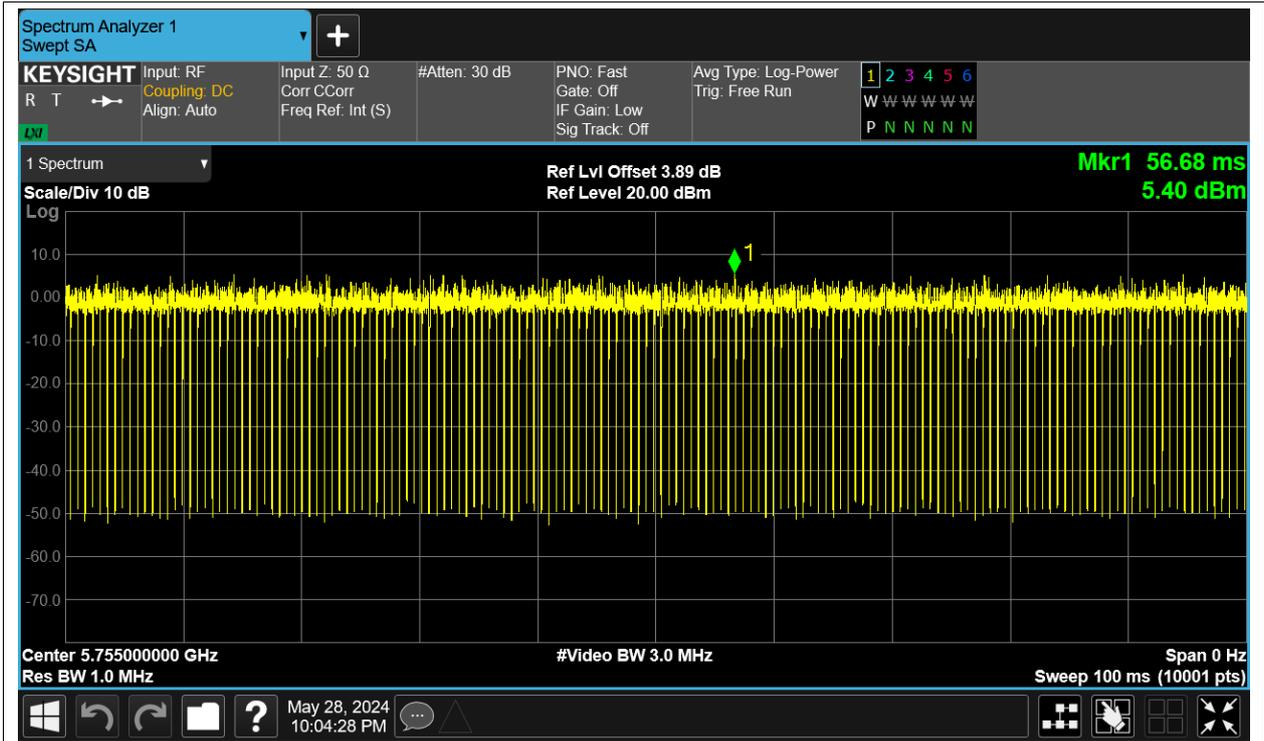 Spectrum Analyzer 1
Swept SA
KEYSIGHT
R T
LXI
Input: RF
Coupling: DC
Align: Auto
Input Z: 50 Ω
Corr CCorr
Freq Ref: Int (S)
#Atten: 30 dB
PNO: Fast
Gate: Off
IF Gain: Low
Sig Track: Off
Avg Type: Log-Power
Trig: Free Run
1 2 3 4 5 6
W W W W W W
P N N N N N
1 Spectrum
Scale/Div 10 dB
Log
Ref Lvl Offset 3.89 dB
Ref Level 20.00 dBm
Mkr1 56.68 ms
5.40 dBm
1
10.0
0.00
-10.0
-20.0
-30.0
-40.0
-50.0
-60.0
-70.0
Center 5.755000000 GHz
Res BW 1.0 MHz
#Video BW 3.0 MHz
Span 0 Hz
Sweep 100 ms (10001 pts)
?
May 28, 2024
10:04:28 PM